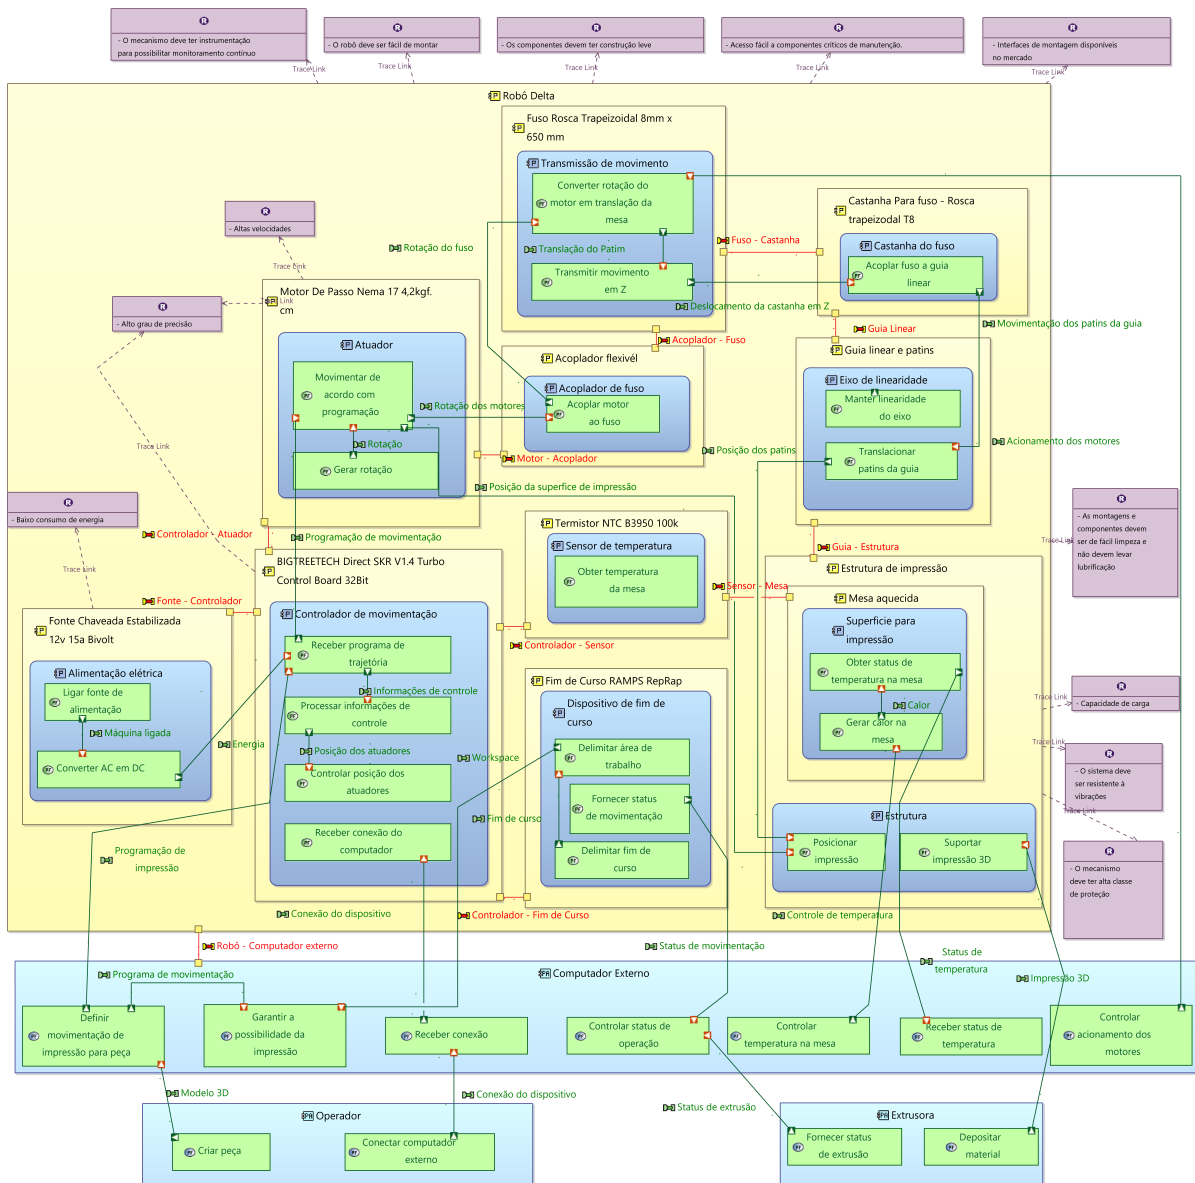 - O mecanismo deve ter instrumentação
para possibilitar monitoramento contínuo
- O robô deve ser fácil de montar
- Os componentes devem ter construção leve
- Acesso fácil a componentes críticos de manutenção.
- Interfaces de montagem disponíveis
no mercado
Trace Link
Trace Link
Trace Link
Trace Link
Trace Link
Robô Delta
Fuso Rosca Trapeizoidal 8mm x
650 mm
Transmissão de movimento
Converter rotação do
motor em translação da
mesa
Translação do Patim
Transmitir movimento
em Z
Castanha Para fuso - Rosca
trapeizodal T8
Castanha do fuso
Acoplar fuso a guia
linear
Fuso - Castanha
Rotação do fuso
Deslocamento da castanha em Z
- Altas velocidades
Trace Link
- Alto grau de precisão
Trace Link
Motor De Passo Nema 17 4,2kgf.
cm
Atuador
Movimentar de
acordo com
programação
Rotação
Gerar rotação
Acoplador - Fuso
Guia Linear
Movimentação dos patins da guia
Acoplador flexivél
Acoplador de fuso
Acoplar motor
ao fuso
Rotação dos motores
Motor - Acoplador
Guia linear e patins
Eixo de linearidade
Manter linearidade
do eixo
Translacionar
patins da guia
Posição dos patins
Acionamento dos motores
Posição da superfice de impressão
Trace Link
- Baixo consumo de energia
Trace Link
Controlador - Atuador
Programação de movimentação
Fonte - Controlador
BIGTREETECH Direct SKR V1.4 Turbo
Control Board 32Bit
Controlador de movimentação
Receber programa de
trajetória
Informações de controle
Processar informações de
controle
Posição dos atuadores
Controlar posição dos
atuadores
Receber conexão do
computador
Fonte Chaveada Estabilizada
12v 15a Bivolt
Alimentação elétrica
Ligar fonte de
alimentação
Máquina ligada
Converter AC em DC
Energia
Termistor NTC B3950 100k
Sensor de temperatura
Obter temperatura
da mesa
Sensor - Mesa
Controlador - Sensor
Guia - Estrutura
Estrutura de impressão
Mesa aquecida
Superficie para
impressão
Obter status de
temperatura na mesa
Calor
Gerar calor na
mesa
Estrutura
Posicionar
impressão
Suportar
impressão 3D
Fim de Curso RAMPS RepRap
Dispositivo de fim de
curso
Delimitar área de
trabalho
Fornecer status
de movimentação
Delimitar fim de
curso
Workspace
Fim de curso
- As montagens e
componentes devem
ser de fácil limpeza e
não devem levar
lubrificação
Trace Link
- Capacidade de carga
Trace Link
- O sistema deve
ser resistente à
vibrações
Trace Link
- O mecanismo
deve ter alta classe
de proteção
Trace Link
Programação de
impressão
Conexão do dispositivo
Controlador - Fim de Curso
Controle de temperatura
Robô - Computador externo
Status de movimentação
Status de
temperatura
Impressão 3D
Computador Externo
Programa de movimentação
Definir
movimentação de
impressão para peça
Garantir a
possibilidade da
impressão
Receber conexão
Controlar status de
operação
Controlar
temperatura na mesa
Receber status de
temperatura
Controlar
acionamento dos
motores
Modelo 3D
Conexão do dispositivo
Status de extrusão
Operador
Criar peça
Conectar computador
externo
Extrusora
Fornecer status
de extrusão
Depositar
material